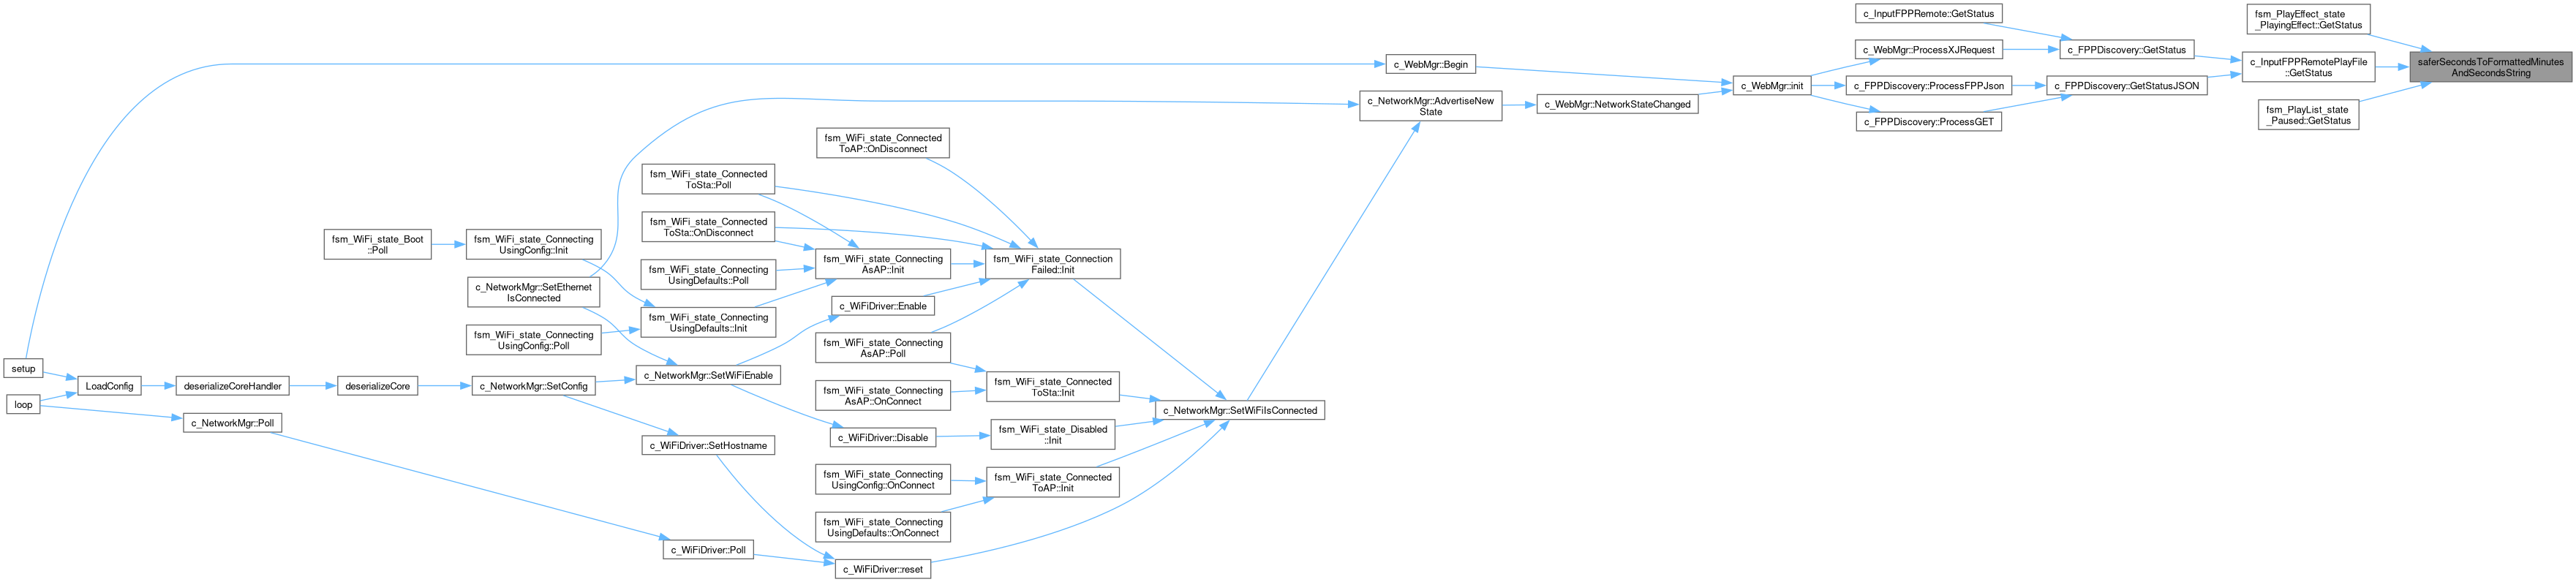 setup
loop
LoadConfig
deserializeCoreHandler
c_NetworkMgr::Poll
fsm_WiFi_state_Boot
::Poll
deserializeCore
fsm_WiFi_state_Connecting
UsingConfig::Init
c_NetworkMgr::SetEthernet
IsConnected
fsm_WiFi_state_Connecting
UsingConfig::Poll
c_NetworkMgr::SetConfig
fsm_WiFi_state_Connected
ToSta::Poll
fsm_WiFi_state_Connected
ToSta::OnDisconnect
fsm_WiFi_state_Connecting
UsingDefaults::Poll
fsm_WiFi_state_Connecting
UsingDefaults::Init
c_NetworkMgr::SetWiFiEnable
c_WiFiDriver::SetHostname
c_WiFiDriver::Poll
fsm_WiFi_state_Connected
ToAP::OnDisconnect
fsm_WiFi_state_Connecting
AsAP::Init
c_WiFiDriver::Enable
fsm_WiFi_state_Connecting
AsAP::Poll
fsm_WiFi_state_Connecting
AsAP::OnConnect
c_WiFiDriver::Disable
fsm_WiFi_state_Connecting
UsingConfig::OnConnect
fsm_WiFi_state_Connecting
UsingDefaults::OnConnect
c_WiFiDriver::reset
fsm_WiFi_state_Connection
Failed::Init
fsm_WiFi_state_Connected
ToSta::Init
fsm_WiFi_state_Disabled
::Init
fsm_WiFi_state_Connected
ToAP::Init
c_NetworkMgr::SetWiFiIsConnected
c_WebMgr::Begin
c_NetworkMgr::AdvertiseNew
State
c_WebMgr::NetworkStateChanged
c_WebMgr::init
c_InputFPPRemote::GetStatus
c_WebMgr::ProcessXJRequest
c_FPPDiscovery::ProcessFPPJson
c_FPPDiscovery::ProcessGET
c_FPPDiscovery::GetStatus
c_FPPDiscovery::GetStatusJSON
fsm_PlayEffect_state
_PlayingEffect::GetStatus
c_InputFPPRemotePlayFile
::GetStatus
fsm_PlayList_state
_Paused::GetStatus
saferSecondsToFormattedMinutes
AndSecondsString